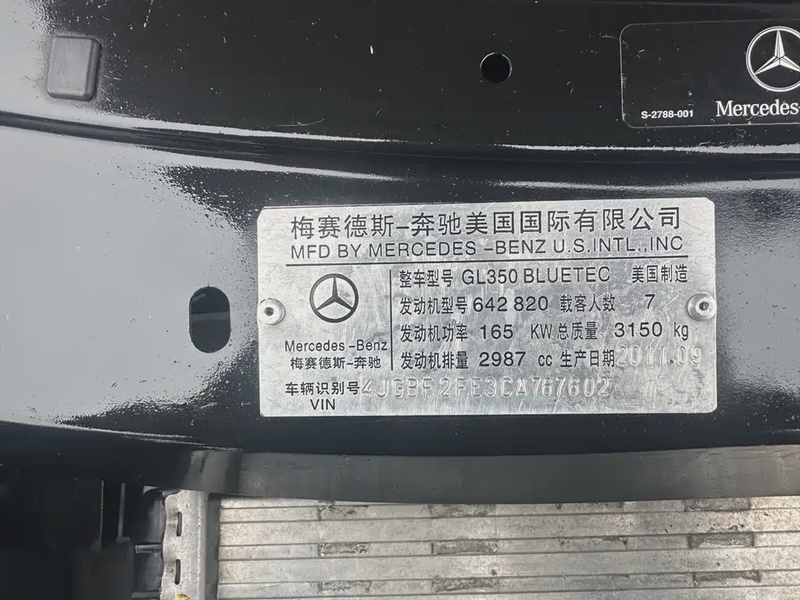 S-2788-001
Mercedes-
梅赛德斯-奔驰美国国际有限公司
MFD BY MERCEDES-BENZ U.S.INTL.,INC
整车型号 GL350 BLUETEC 美国制造
发动机型号 642 820 载客人数 7
发动机功率 165 KW 总质量 3150 kg
发动机排量 2987 cc 生产日期 2011.09
Mercedes-Benz
梅赛德斯-奔驰
车辆识别号 4JGBF2FE3CA767602
VIN